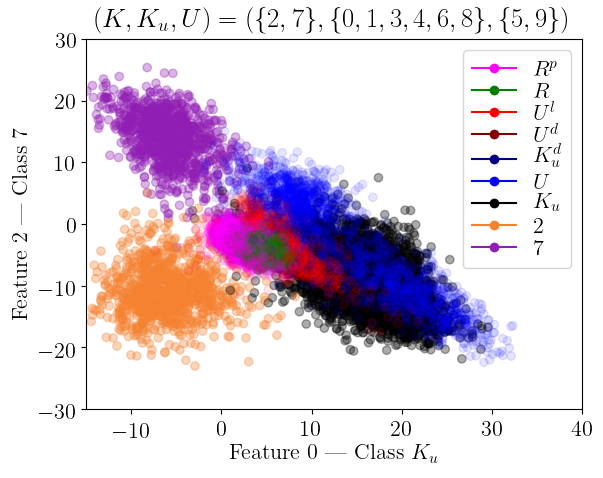 (K, K_u, U) = ({2, 7}, {0, 1, 3, 4, 6, 8}, {5, 9})
30
20
10
0
−10
−20
−30
Feature 2 — Class 7
R^p
R
U^l
U^d
K_u^d
U
K_u
2
7
−10
0
10
20
30
40
Feature 0 — Class K_u